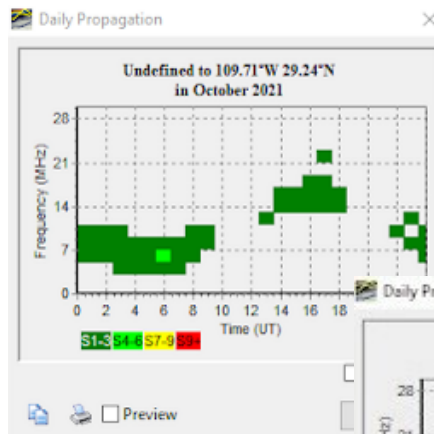 Daily Propagation
Undefined to 109.71°W 29.24°N
in October 2021
Frequency (MHz)
28
21
14
7
0
0 2 4 6 8 10 12 14 16 18
Time (UT)
S1-3 S4-6 S7-9 S9+
Preview
Daily P
28